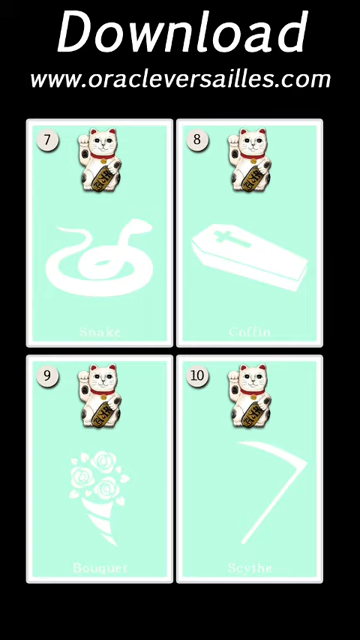 Download
www.oracleversailles.com
7
8
Snake
Coffin
9
10
Bouquet
Scythe